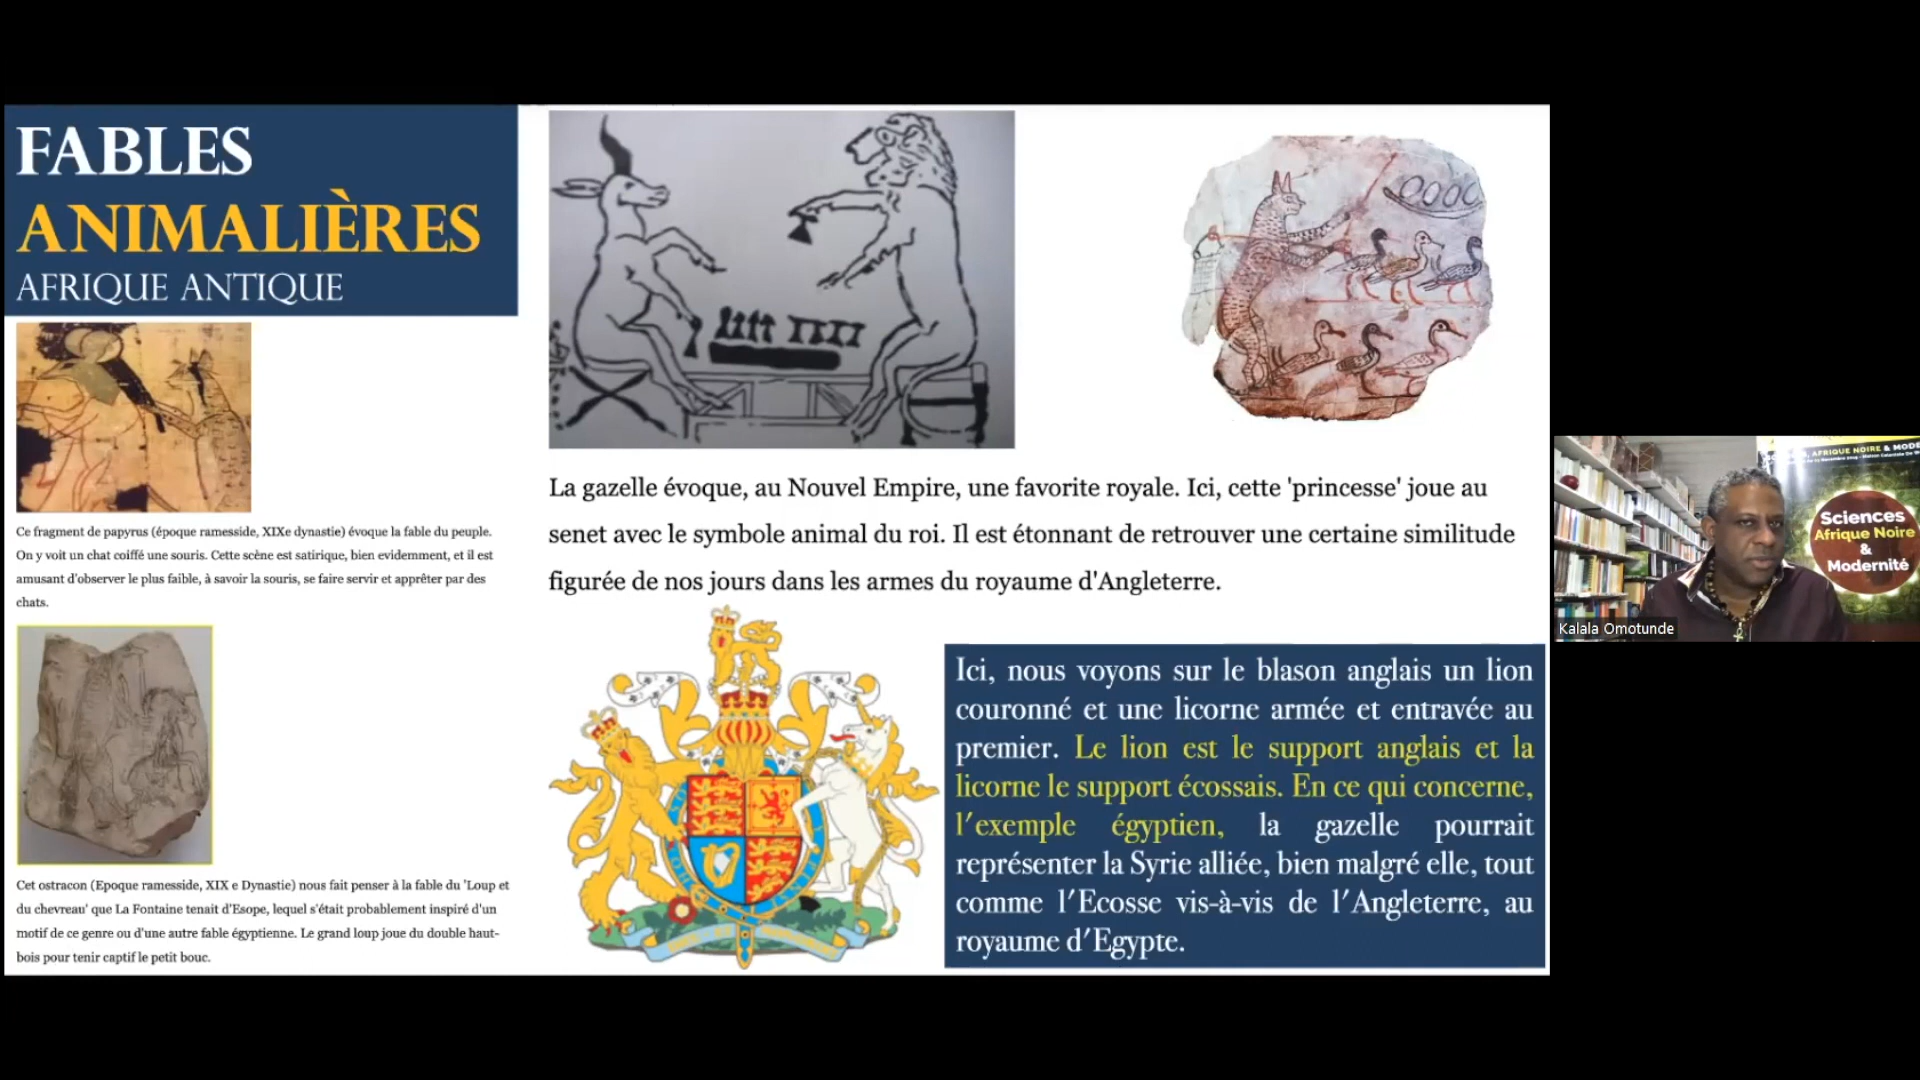 FABLES
ANIMALIÈRES
AFRIQUE ANTIQUE
Ce fragment de papyrus (époque ramesside, XIXe dynastie) évoque la fable du peuple.
On y voit un chat coiffé une souris. Cette scène est satirique, bien evidemment, et il est
amusant d'observer le plus faible, à savoir la souris, se faire servir et apprêter par des
chats.
Cet ostracon (Epoque ramesside, XIX e Dynastie) nous fait penser à la fable du 'Loup et
du chevreau' que La Fontaine tenait d'Esope, lequel s'était probablement inspiré d'un
motif de ce genre ou d'une autre fable égyptienne. Le grand loup joue du double haut-
bois pour tenir captif le petit bouc.
La gazelle évoque, au Nouvel Empire, une favorite royale. Ici, cette 'princesse' joue au
senet avec le symbole animal du roi. Il est étonnant de retrouver une certaine similitude
figurée de nos jours dans les armes du royaume d'Angleterre.
Ici, nous voyons sur le blason anglais un lion
couronné et une licorne armée et entravée au
premier. Le lion est le support anglais et la
licorne le support écossais. En ce qui concerne,
l'exemple égyptien, la gazelle pourrait
représenter la Syrie alliée, bien malgré elle, tout
comme l'Ecosse vis-à-vis de l'Angleterre, au
royaume d'Egypte.
AFRIQUE NOIRE & MODE
Sciences
Afrique Noire
&
Modernité
Kalala Omotunde